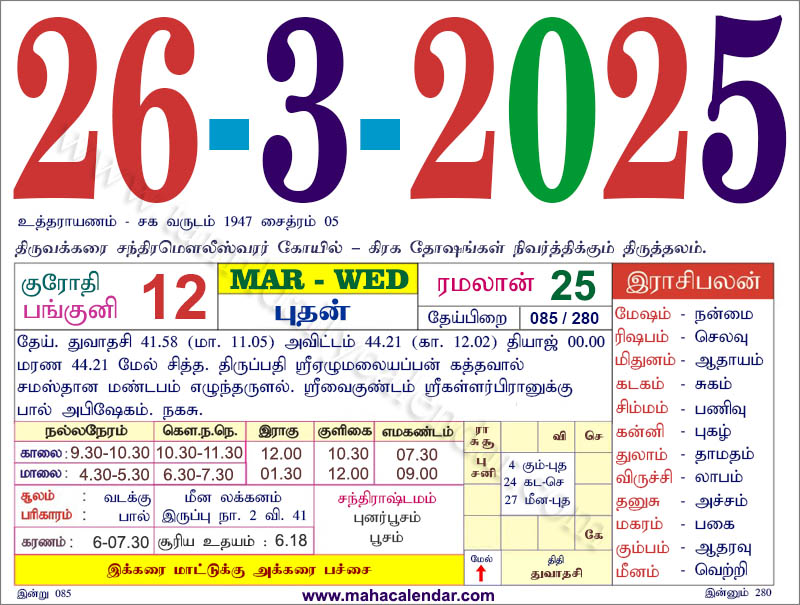 26-3-2025
உத்தராயணம் - சக வருடம் 1947 சைத்ரம் 05
திருவக்கரை சந்திரமௌலீஸ்வரர் கோயில் – கிரக தோஷங்கள் நிவர்த்திக்கும் திருத்தலம்.
குரோதி
பங்குனி
12
MAR - WED
புதன்
ரமலான் 25
தேய்பிறை 085 / 280
தேய். துவாதசி 41.58 (மா. 11.05) அவிட்டம் 44.21 (கா. 12.02) தியாஜ் 00.00
மரண 44.21 மேல் சித்த. திருப்பதி ஸ்ரீஏழுமலையப்பன் கத்தவால்
சமஸ்தான மண்டபம் எழுந்தருளல். ஸ்ரீவைகுண்டம் ஸ்ரீகள்ளர்பிரானுக்கு
பால் அபிஷேகம். நகசு.
இராசிபலன்
மேஷம் - நன்மை
ரிஷபம் - செலவு
மிதுனம் - ஆதாயம்
கடகம் - சுகம்
சிம்மம் - பணிவு
கன்னி - புகழ்
துலாம் - தாமதம்
விருச்சி - லாபம்
தனுசு - அச்சம்
மகரம் - பகை
கும்பம் - ஆதரவு
மீனம் - வெற்றி
நல்லநேரம் கௌ.ந.நெ. இராகு குளிகை எமகண்டம்
காலை: 9.30-10.30 10.30-11.30 12.00 10.30 07.30
மாலை: 4.30-5.30 6.30-7.30 01.30 12.00 09.00
சூலம் : வடக்கு
பரிகாரம் : பால்
மீன லக்கனம்
இருப்பு நா. 2 வி. 41
சந்திராஷ்டமம்
புனர்பூசம்
பூசம்
கரணம் : 6-07.30 சூரிய உதயம் : 6.18
இக்கரை மாட்டுக்கு அக்கரை பச்சை
ரா
சுசூ
வி
செ
பு
சனி
4 கும்-புத
24 கட-செ
27 மீன-புத
கே
மேல்
திதி
துவாதசி
இன்று 085
www.mahacalendar.com
இன்னும் 280